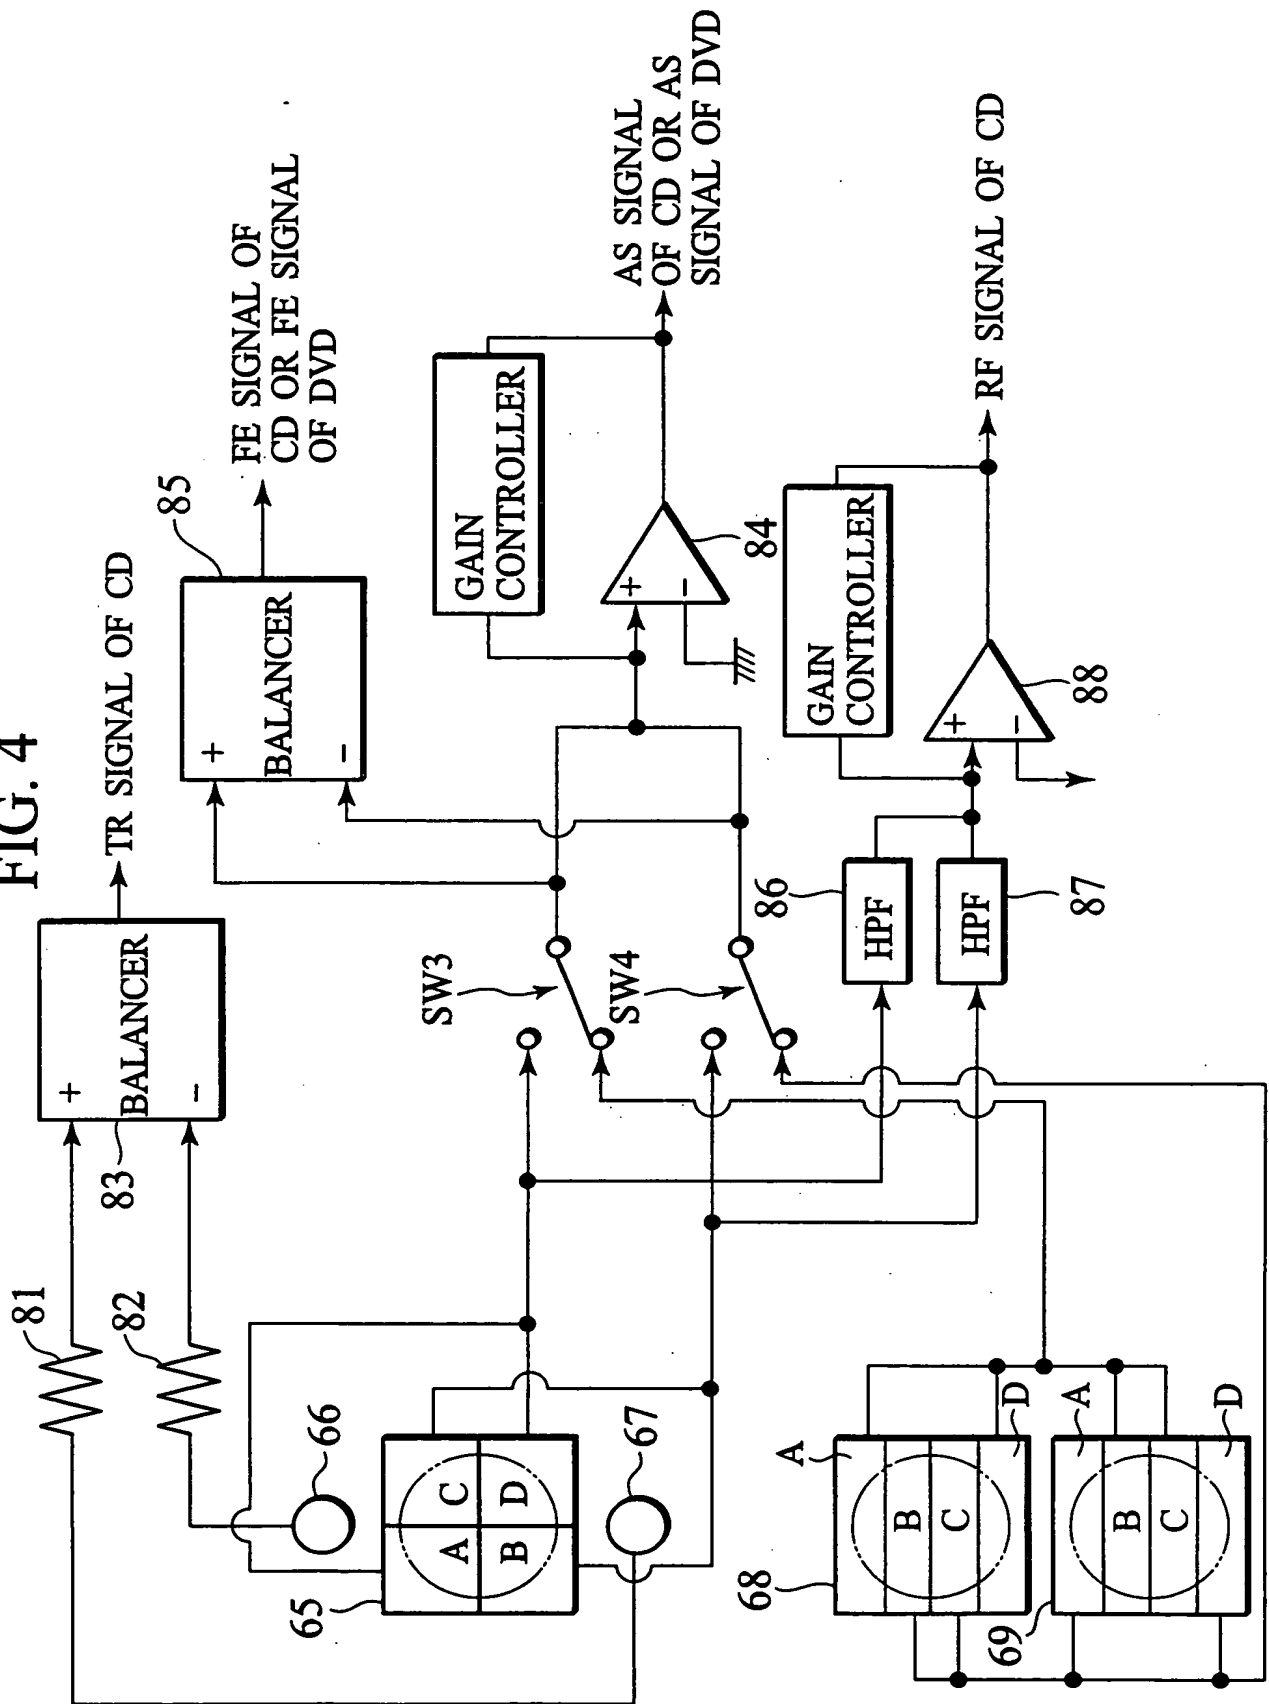 FIG. 4
81
82
83
+
BALANCER
-
TR SIGNAL OF CD
85
+
BALANCER
-
FE SIGNAL OF
CD OR FE SIGNAL
OF DVD
66
65
A
C
B
D
67
SW3
SW4
GAIN
CONTROLLER
+
-
84
AS SIGNAL
OF CD OR AS
SIGNAL OF DVD
86
HPF
HPF
87
GAIN
CONTROLLER
+
-
88
RF SIGNAL OF CD
68
A
B
C
D
69
A
B
C
D